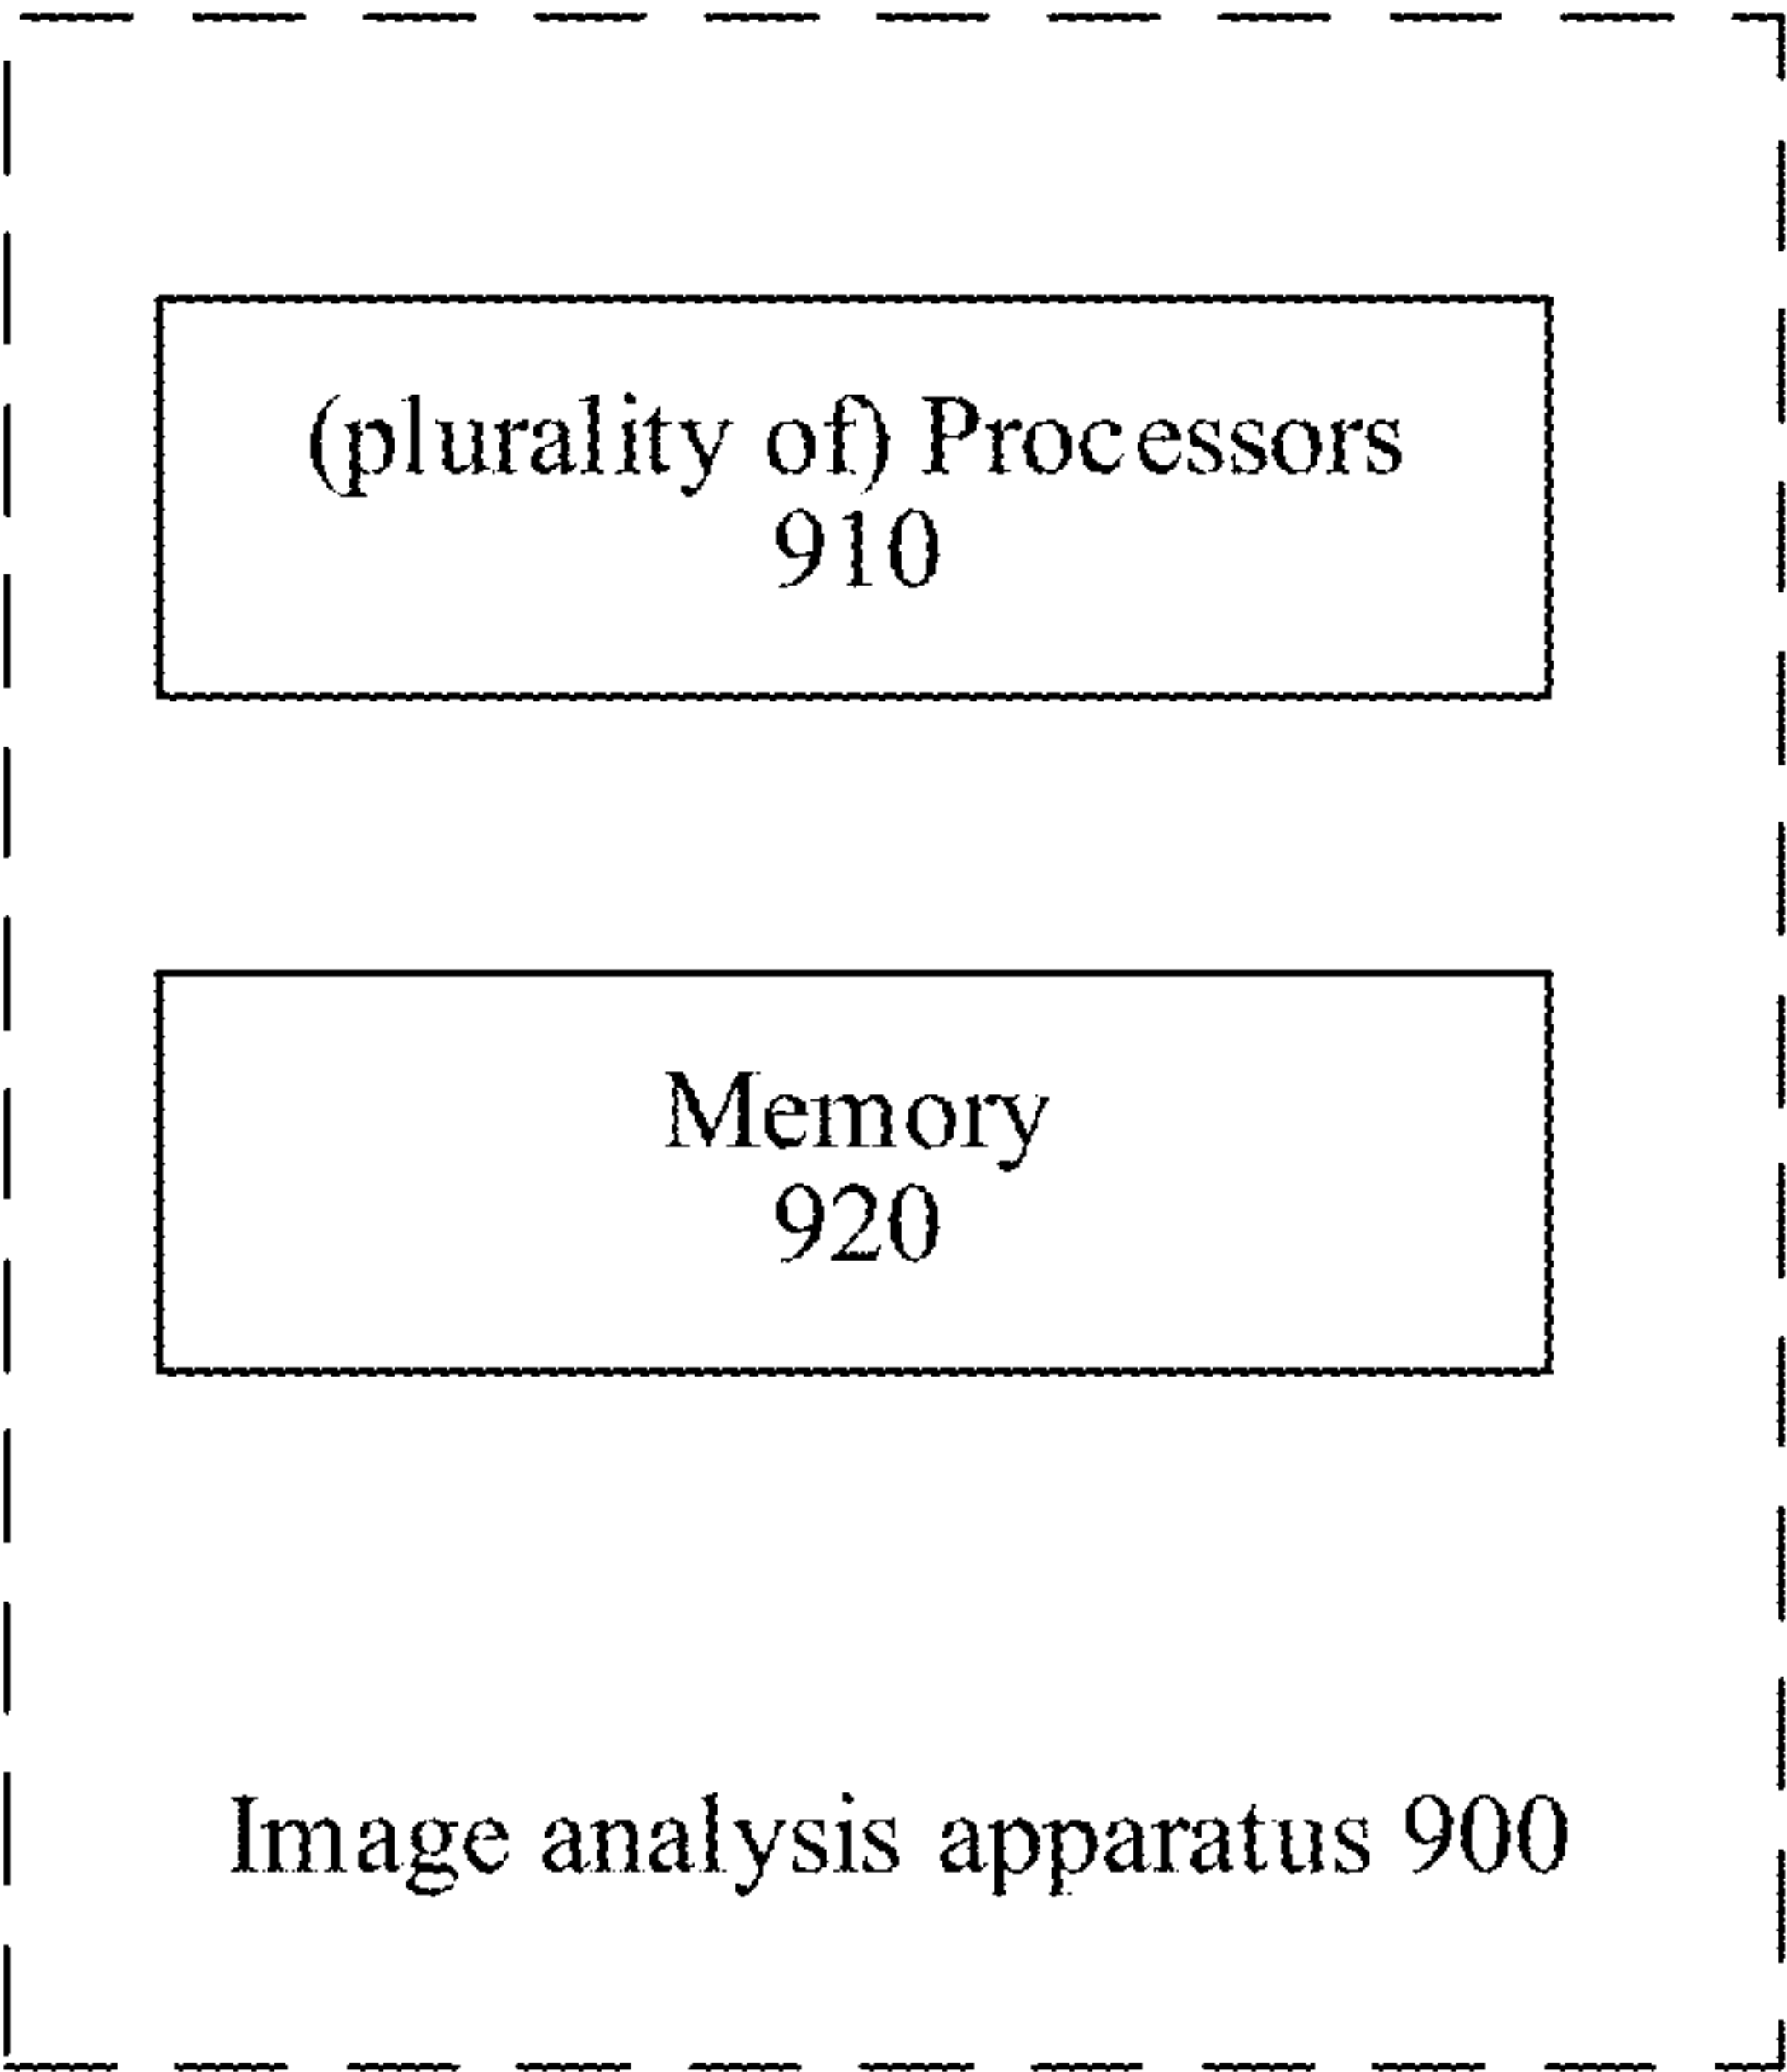 (plurality of) Processors
910
Memory
920
Image analysis apparatus 900